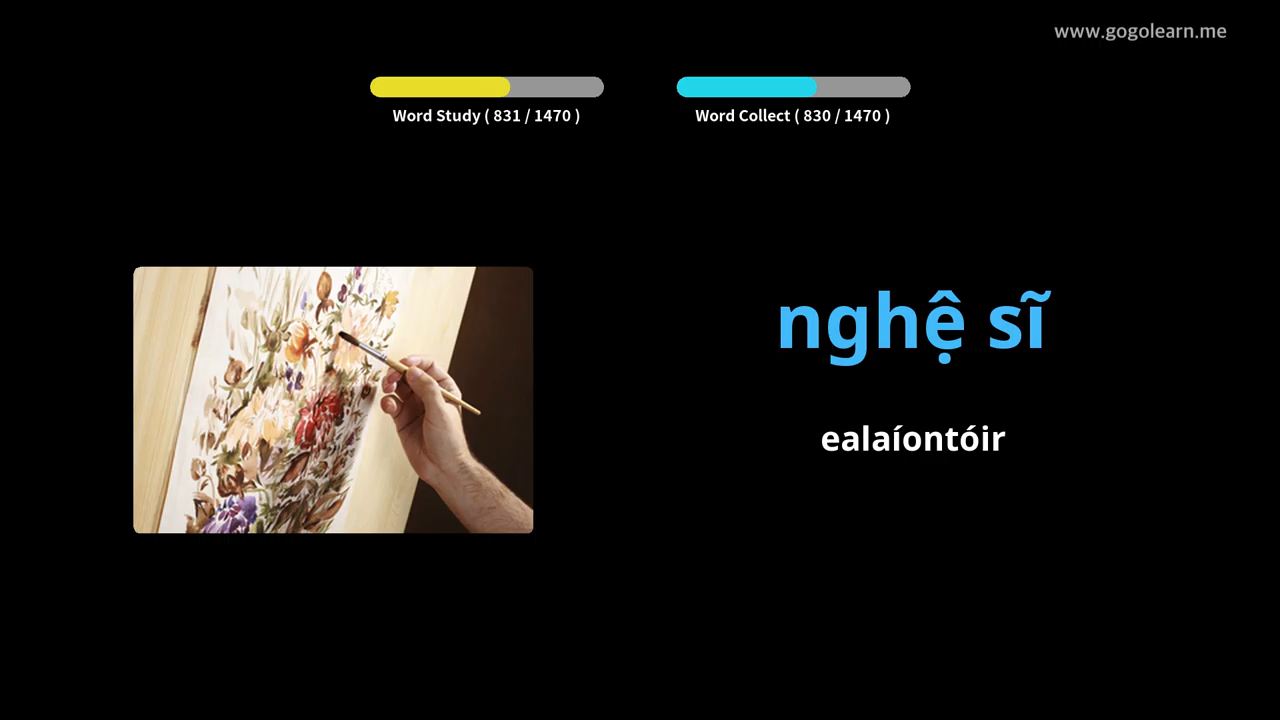 www.gogolearn.me
Word Study ( 831 / 1470 )
Word Collect ( 830 / 1470 )
nghệ sĩ
ealaíontóir